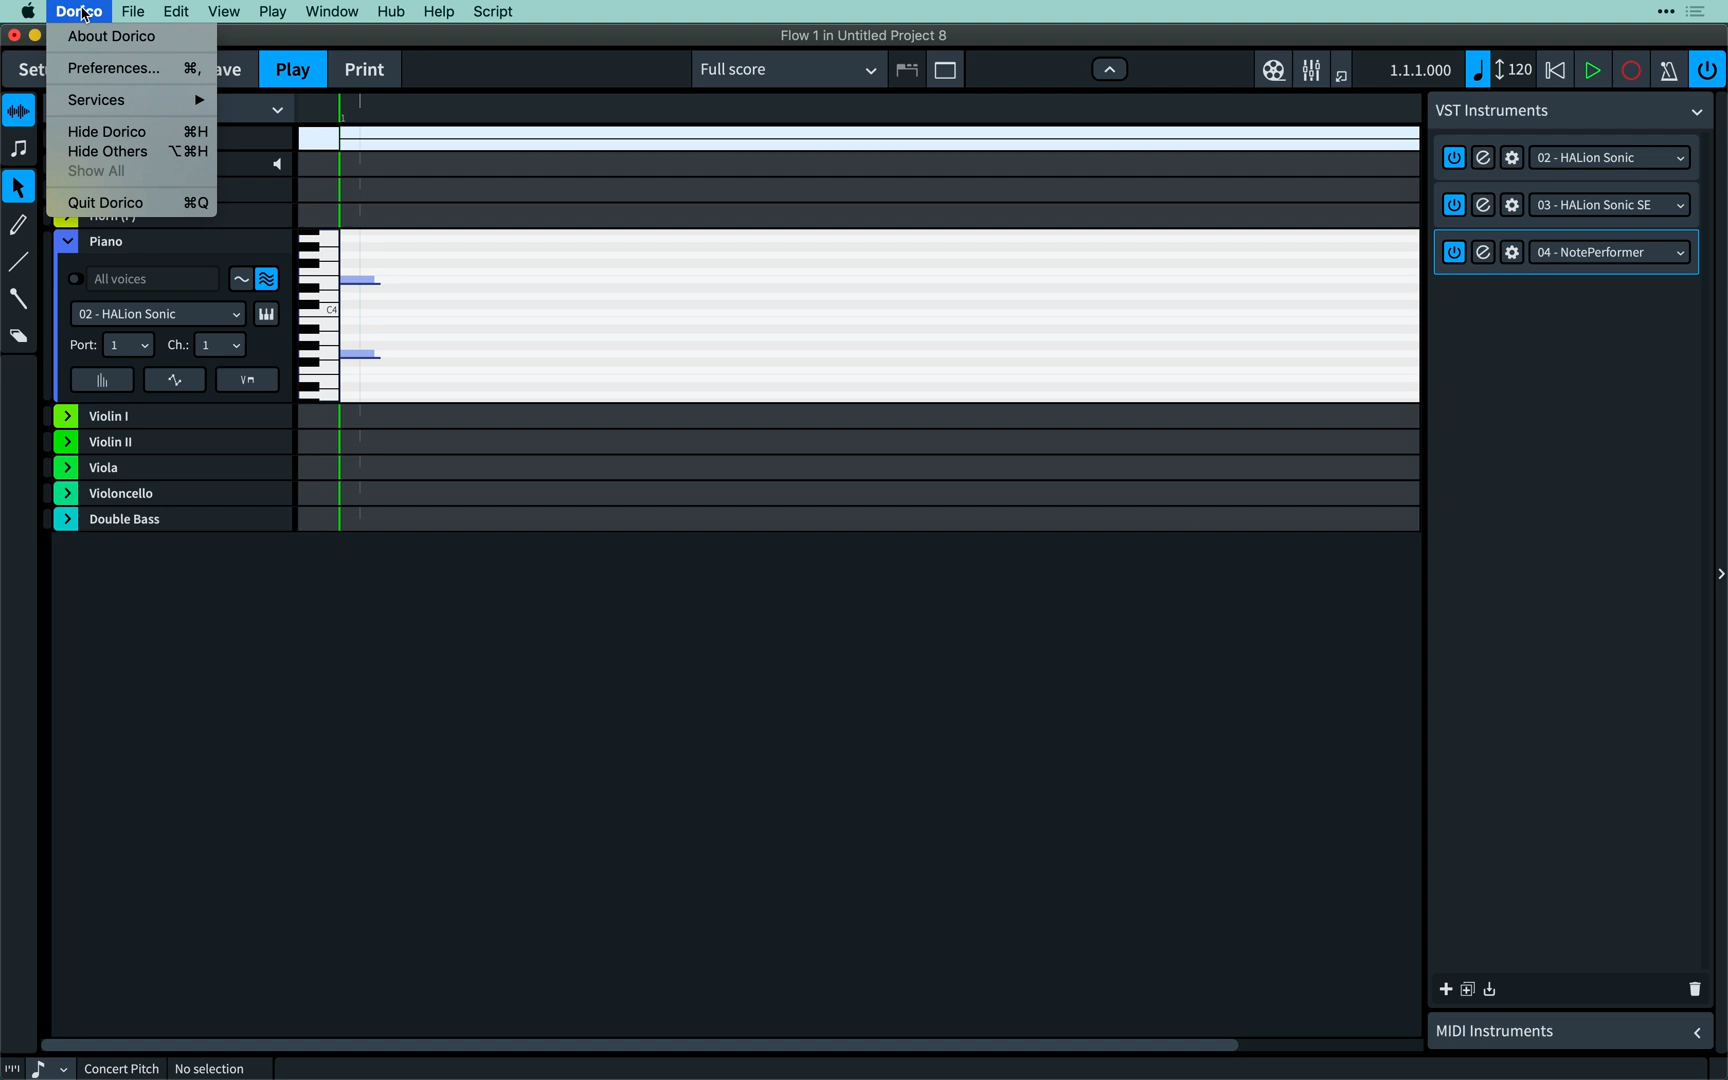 Dorico File Edit View Play Window Hub Help Script
Flow 1 in Untitled Project 8
About Dorico
Preferences... ⌘,
Services
Hide Dorico ⌘H
Hide Others ⌥⌘H
Show All
Quit Dorico ⌘Q
Play Print Full score 1.1.1.000 120
1
VST Instruments
02 - HALion Sonic
03 - HALion Sonic SE
04 - NotePerformer
Piano
All voices
02 - HALion Sonic
Port: 1 Ch.: 1
C4
Violin I
Violin II
Viola
Violoncello
Double Bass
MIDI Instruments
Concert Pitch No selection